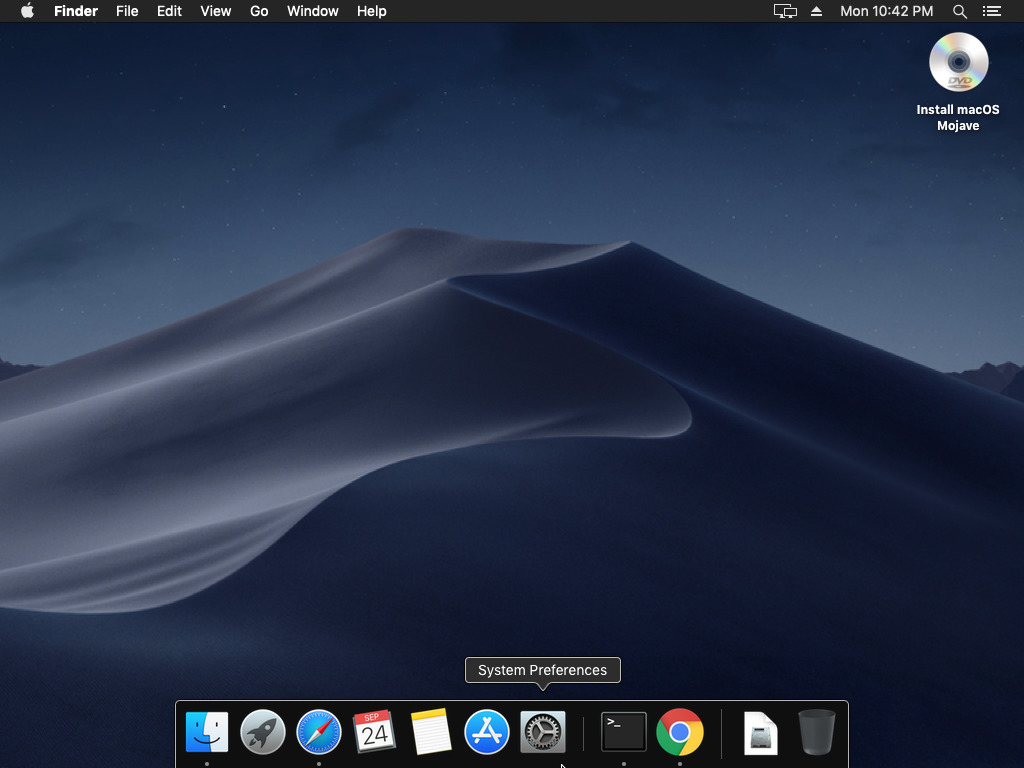 Finder File Edit View Go Window Help Mon 10:42 PM
DVD
Install macOS
Mojave
System Preferences
SEP
24
>_